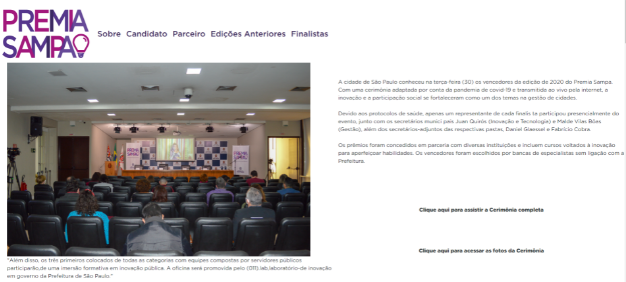 PREMIA
SAMPA
Sobre Candidato Parceiro Edições Anteriores Finalistas
A cidade de São Paulo conheceu na terça-feira (30) os vencedores da edição de 2020 do Premia Sampa.
Com uma cerimônia adaptada por conta da pandemia de covid-19 e transmitida ao vivo pela internet, a
inovação e a participação social se fortaleceram como um dos temas na gestão de cidades.
Devido aos protocolos de saúde, apenas um representante de cada finalista participou presencialmente do
evento, junto com os secretários municipais Juan Quirós (Inovação e Tecnologia) e Malde Vilas Bôas
(Gestão), além dos secretários-adjuntos das respectivas pastas, Daniel Glaessel e Fabrício Cobra.
Os prêmios foram concedidos em parceria com diversas instituições e incluem cursos voltados à inovação
para aperfeiçoar habilidades. Os vencedores foram escolhidos por bancas de especialistas sem ligação com a
Prefeitura.
Clique aqui para assistir a Cerimônia completa
Clique aqui para acessar as fotos da Cerimônia
"Além disso, os três primeiros colocados de todas as categorias com equipes compostas por servidores públicos
participarão,de uma imersão formativa em inovação pública. A oficina será promovida pelo (011).lab,laboratório-de inovação
em governo da Prefeitura de São Paulo."